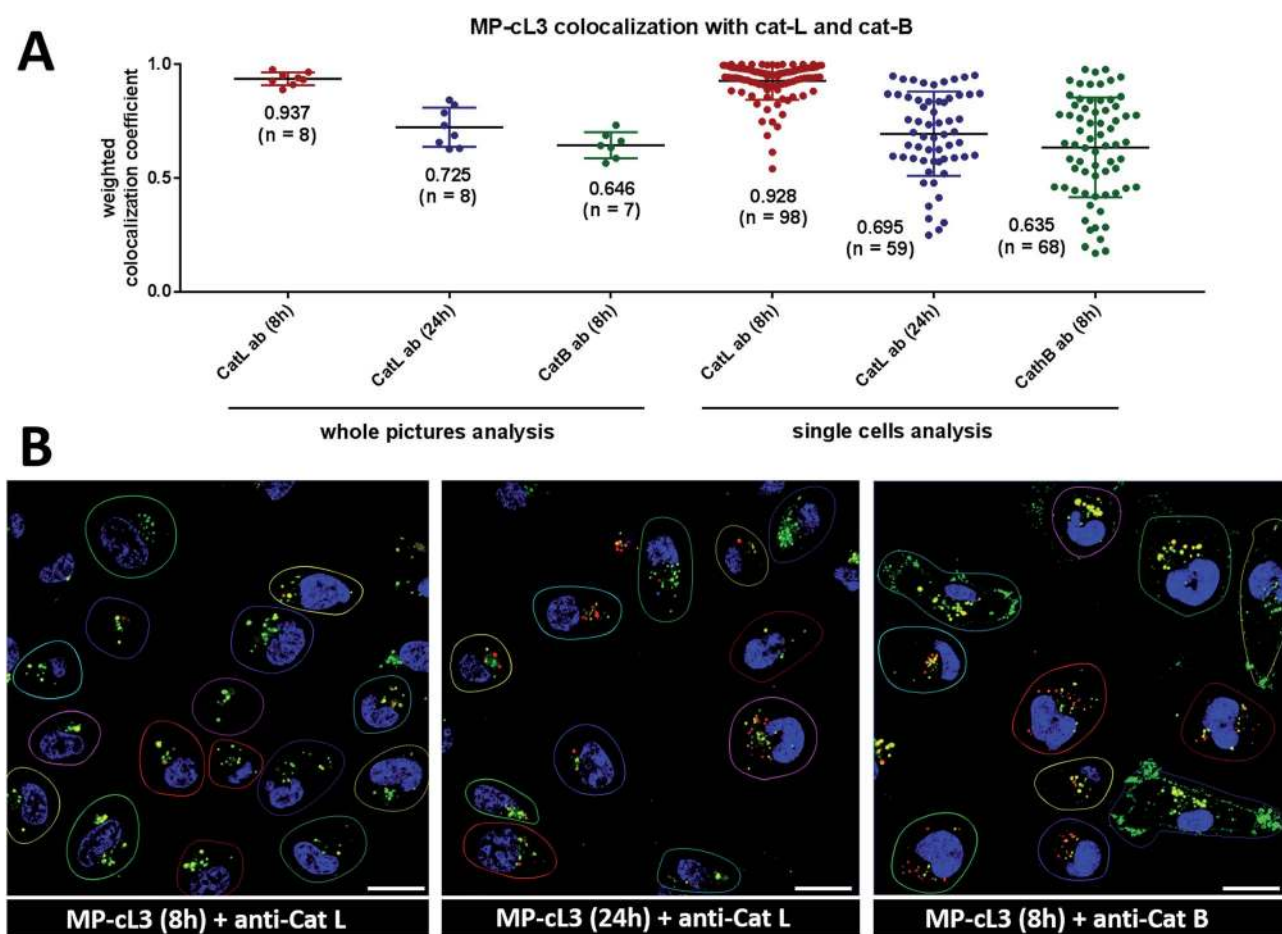 A
MP-cL3 colocalization with cat-L and cat-B
weighted
colocalization coefficient
1.0
0.5
0.0
0.937
(n = 8)
0.725
(n = 8)
0.646
(n = 7)
0.928
(n = 98)
0.695
(n = 59)
0.635
(n = 68)
CatL ab (8h)
CatL ab (24h)
CatB ab (8h)
CatL ab (8h)
CatL ab (24h)
CathB ab (8h)
whole pictures analysis
single cells analysis
B
MP-cL3 (8h) + anti-Cat L
MP-cL3 (24h) + anti-Cat L
MP-cL3 (8h) + anti-Cat B